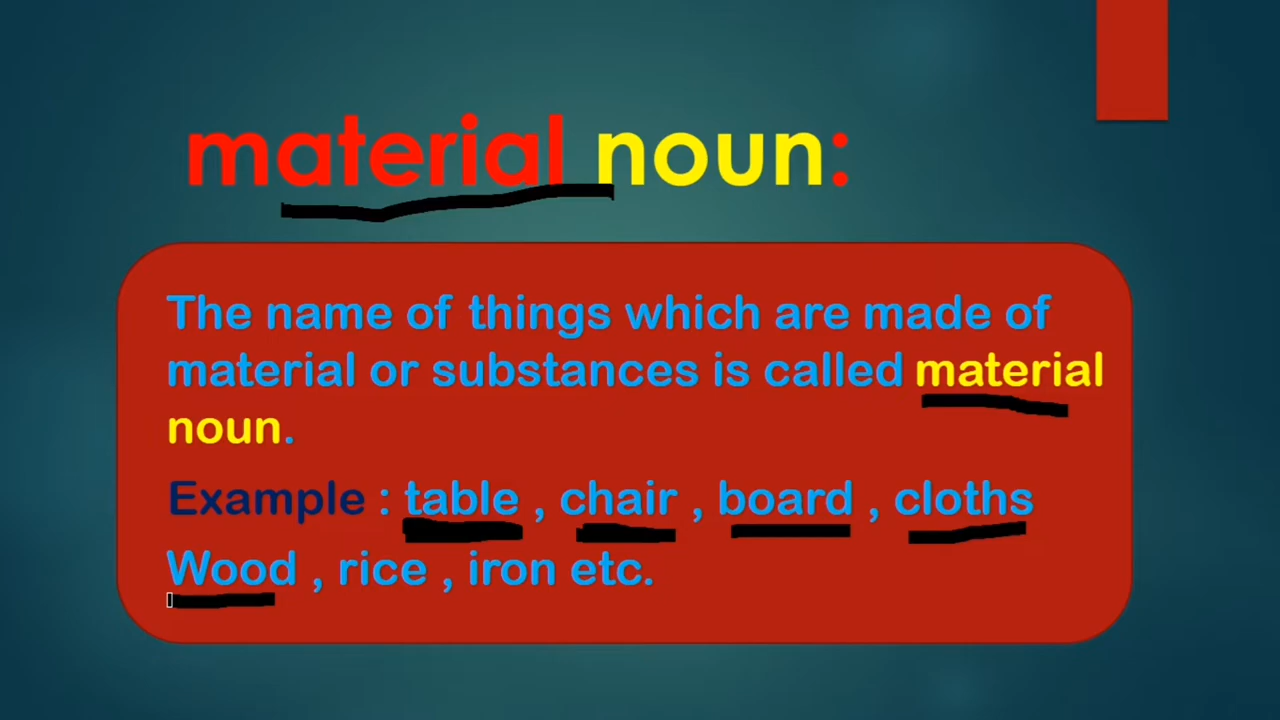 material noun:
The name of things which are made of
material or substances is called material
noun.
Example : table , chair , board , cloths
Wood , rice , iron etc.